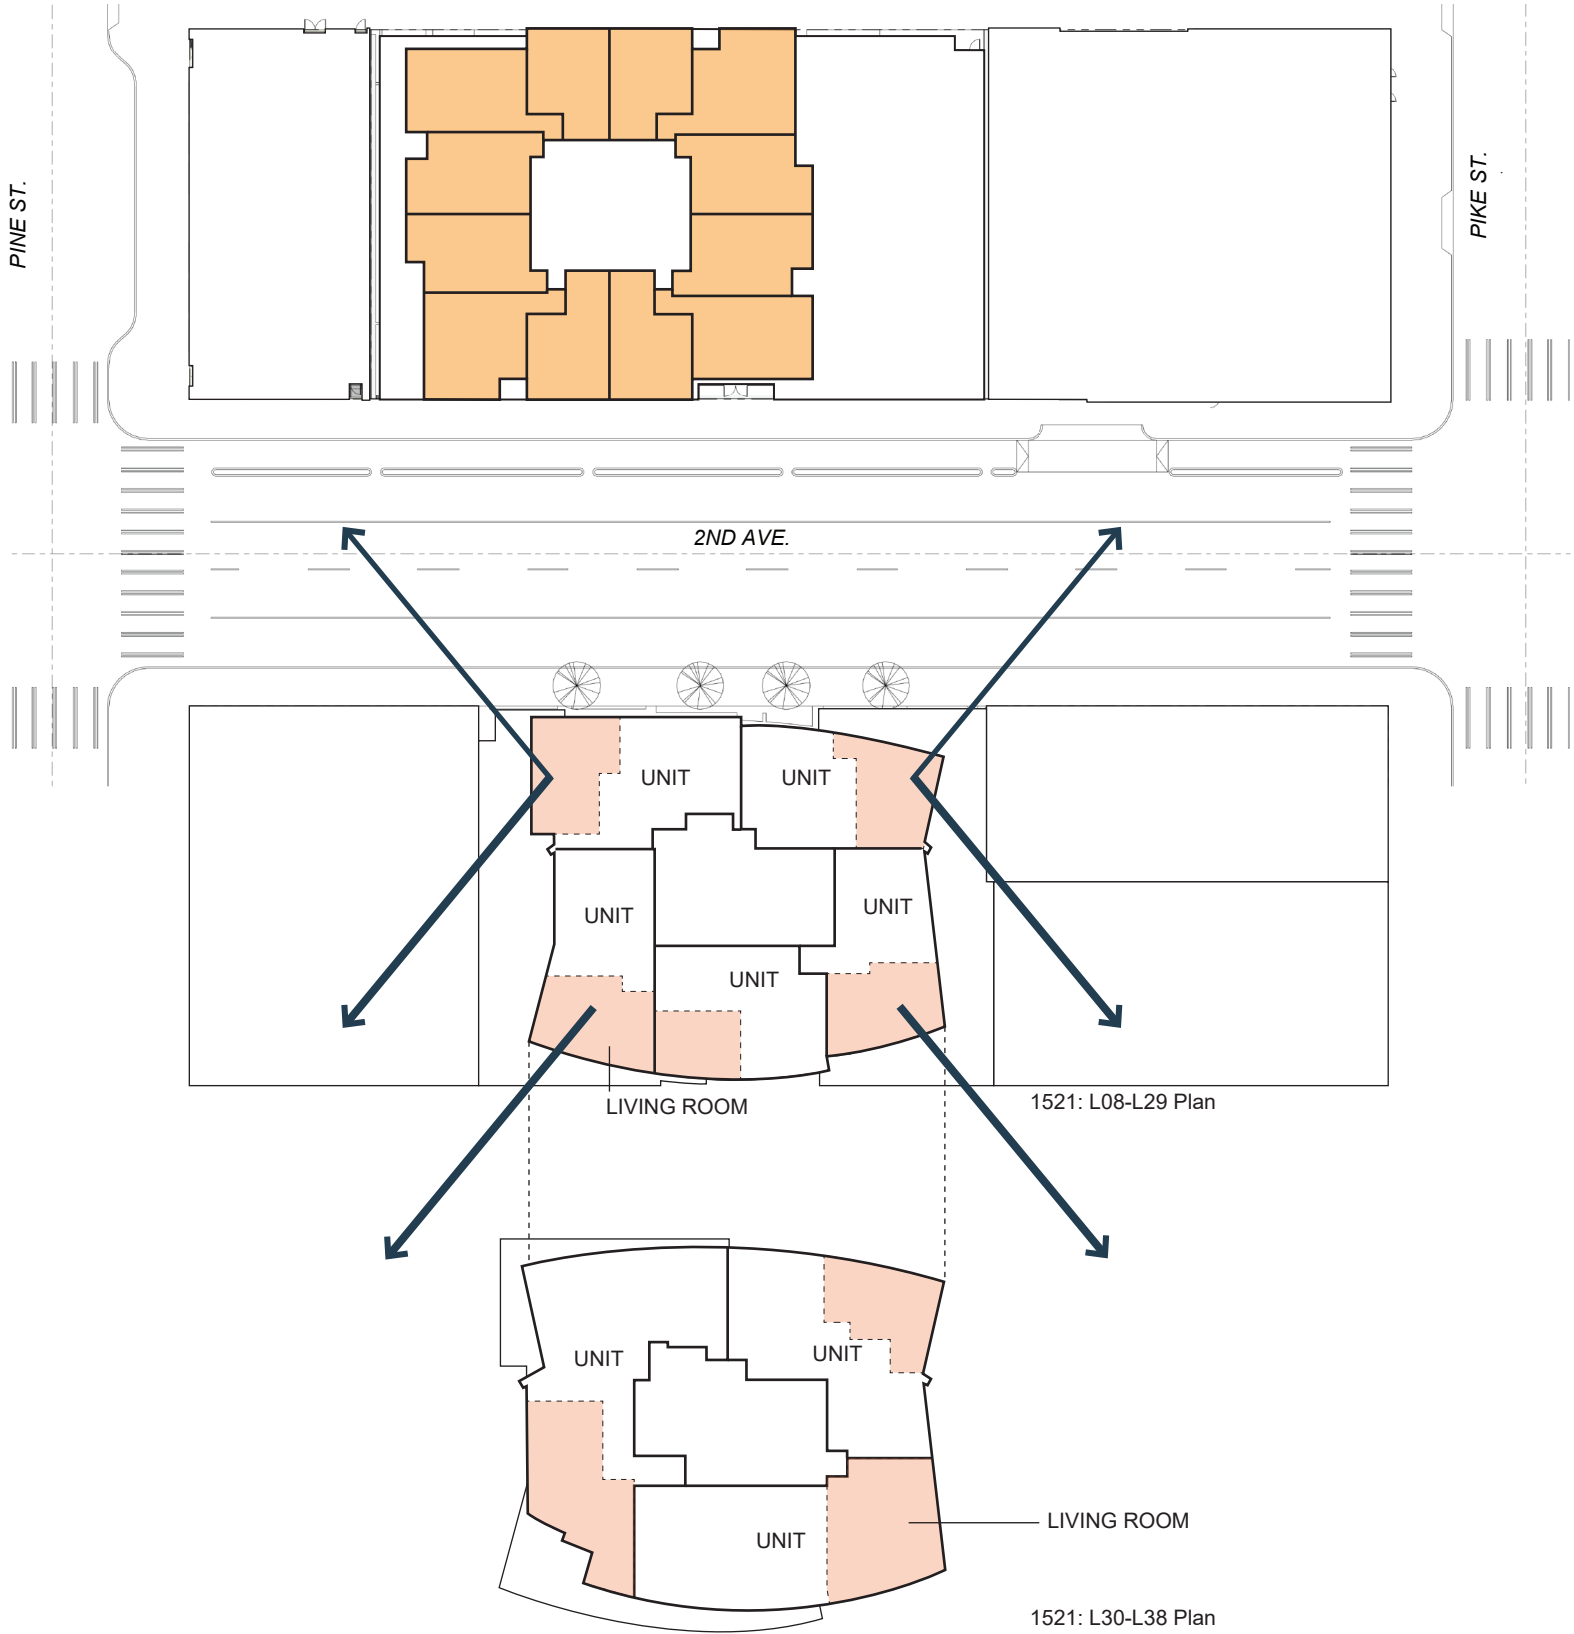 PINE ST.
PIKE ST.
2ND AVE.
UNIT
UNIT
UNIT
UNIT
UNIT
LIVING ROOM
1521: L08-L29 Plan
UNIT
UNIT
LIVING ROOM
UNIT
1521: L30-L38 Plan